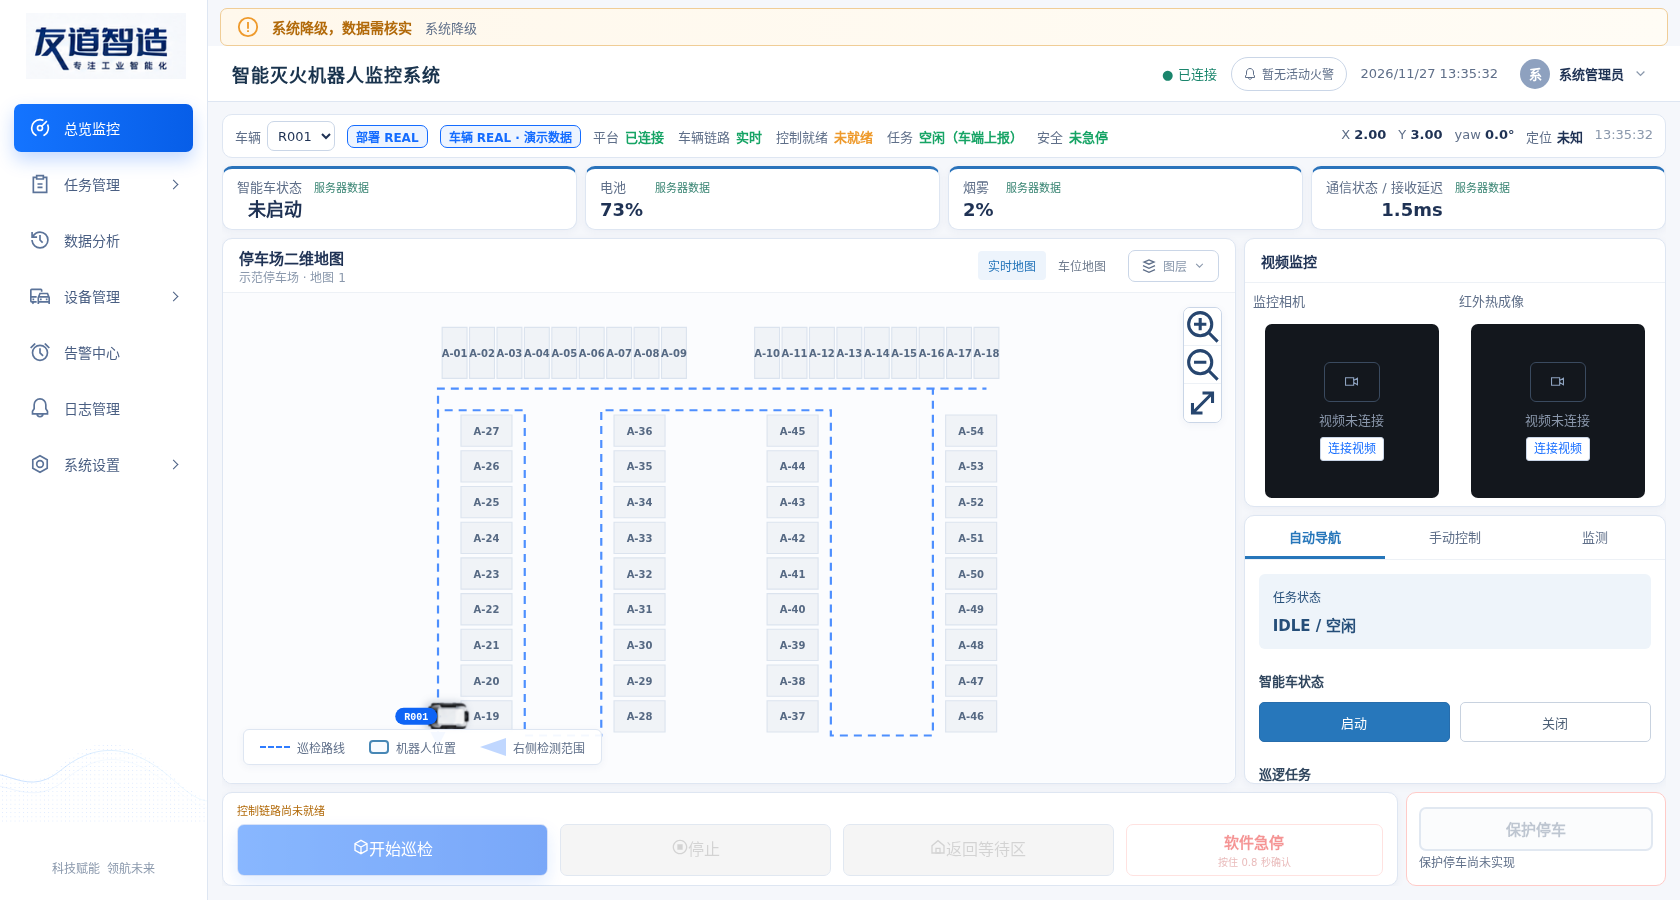 友道智造
专注工业智能化
系统降级，数据需核实 系统降级
智能灭火机器人监控系统
已连接
暂无活动火警
2026/11/27 13:35:32
系 系统管理员
总览监控
任务管理
数据分析
设备管理
告警中心
日志管理
系统设置
科技赋能 领航未来
车辆 R001 部署 REAL 车辆 REAL · 演示数据 平台 已连接 车辆链路 实时 控制就绪 未就绪 任务 空闲（车端上报） 安全 未急停 X 2.00 Y 3.00 yaw 0.0° 定位 未知 13:35:32
智能车状态 服务器数据
未启动
电池 服务器数据
73%
烟雾 服务器数据
2%
通信状态 / 接收延迟 服务器数据
1.5ms
停车场二维地图
示范停车场 · 地图 1
实时地图 车位地图 图层
A-01 A-02 A-03 A-04 A-05 A-06 A-07 A-08 A-09 A-10 A-11 A-12 A-13 A-14 A-15 A-16 A-17 A-18
A-27 A-36 A-45 A-54
A-26 A-35 A-44 A-53
A-25 A-34 A-43 A-52
A-24 A-33 A-42 A-51
A-23 A-32 A-41 A-50
A-22 A-31 A-40 A-49
A-21 A-30 A-39 A-48
A-20 A-29 A-38 A-47
R001 A-19 A-28 A-37 A-46
巡检路线 机器人位置 右侧检测范围
视频监控
监控相机 红外热成像
视频未连接 视频未连接
连接视频 连接视频
自动导航 手动控制 监测
任务状态
IDLE / 空闲
智能车状态
启动 关闭
巡逻任务
控制链路尚未就绪
开始巡检 停止 返回等待区 软件急停
按住 0.8 秒确认
保护停车
保护停车尚未实现